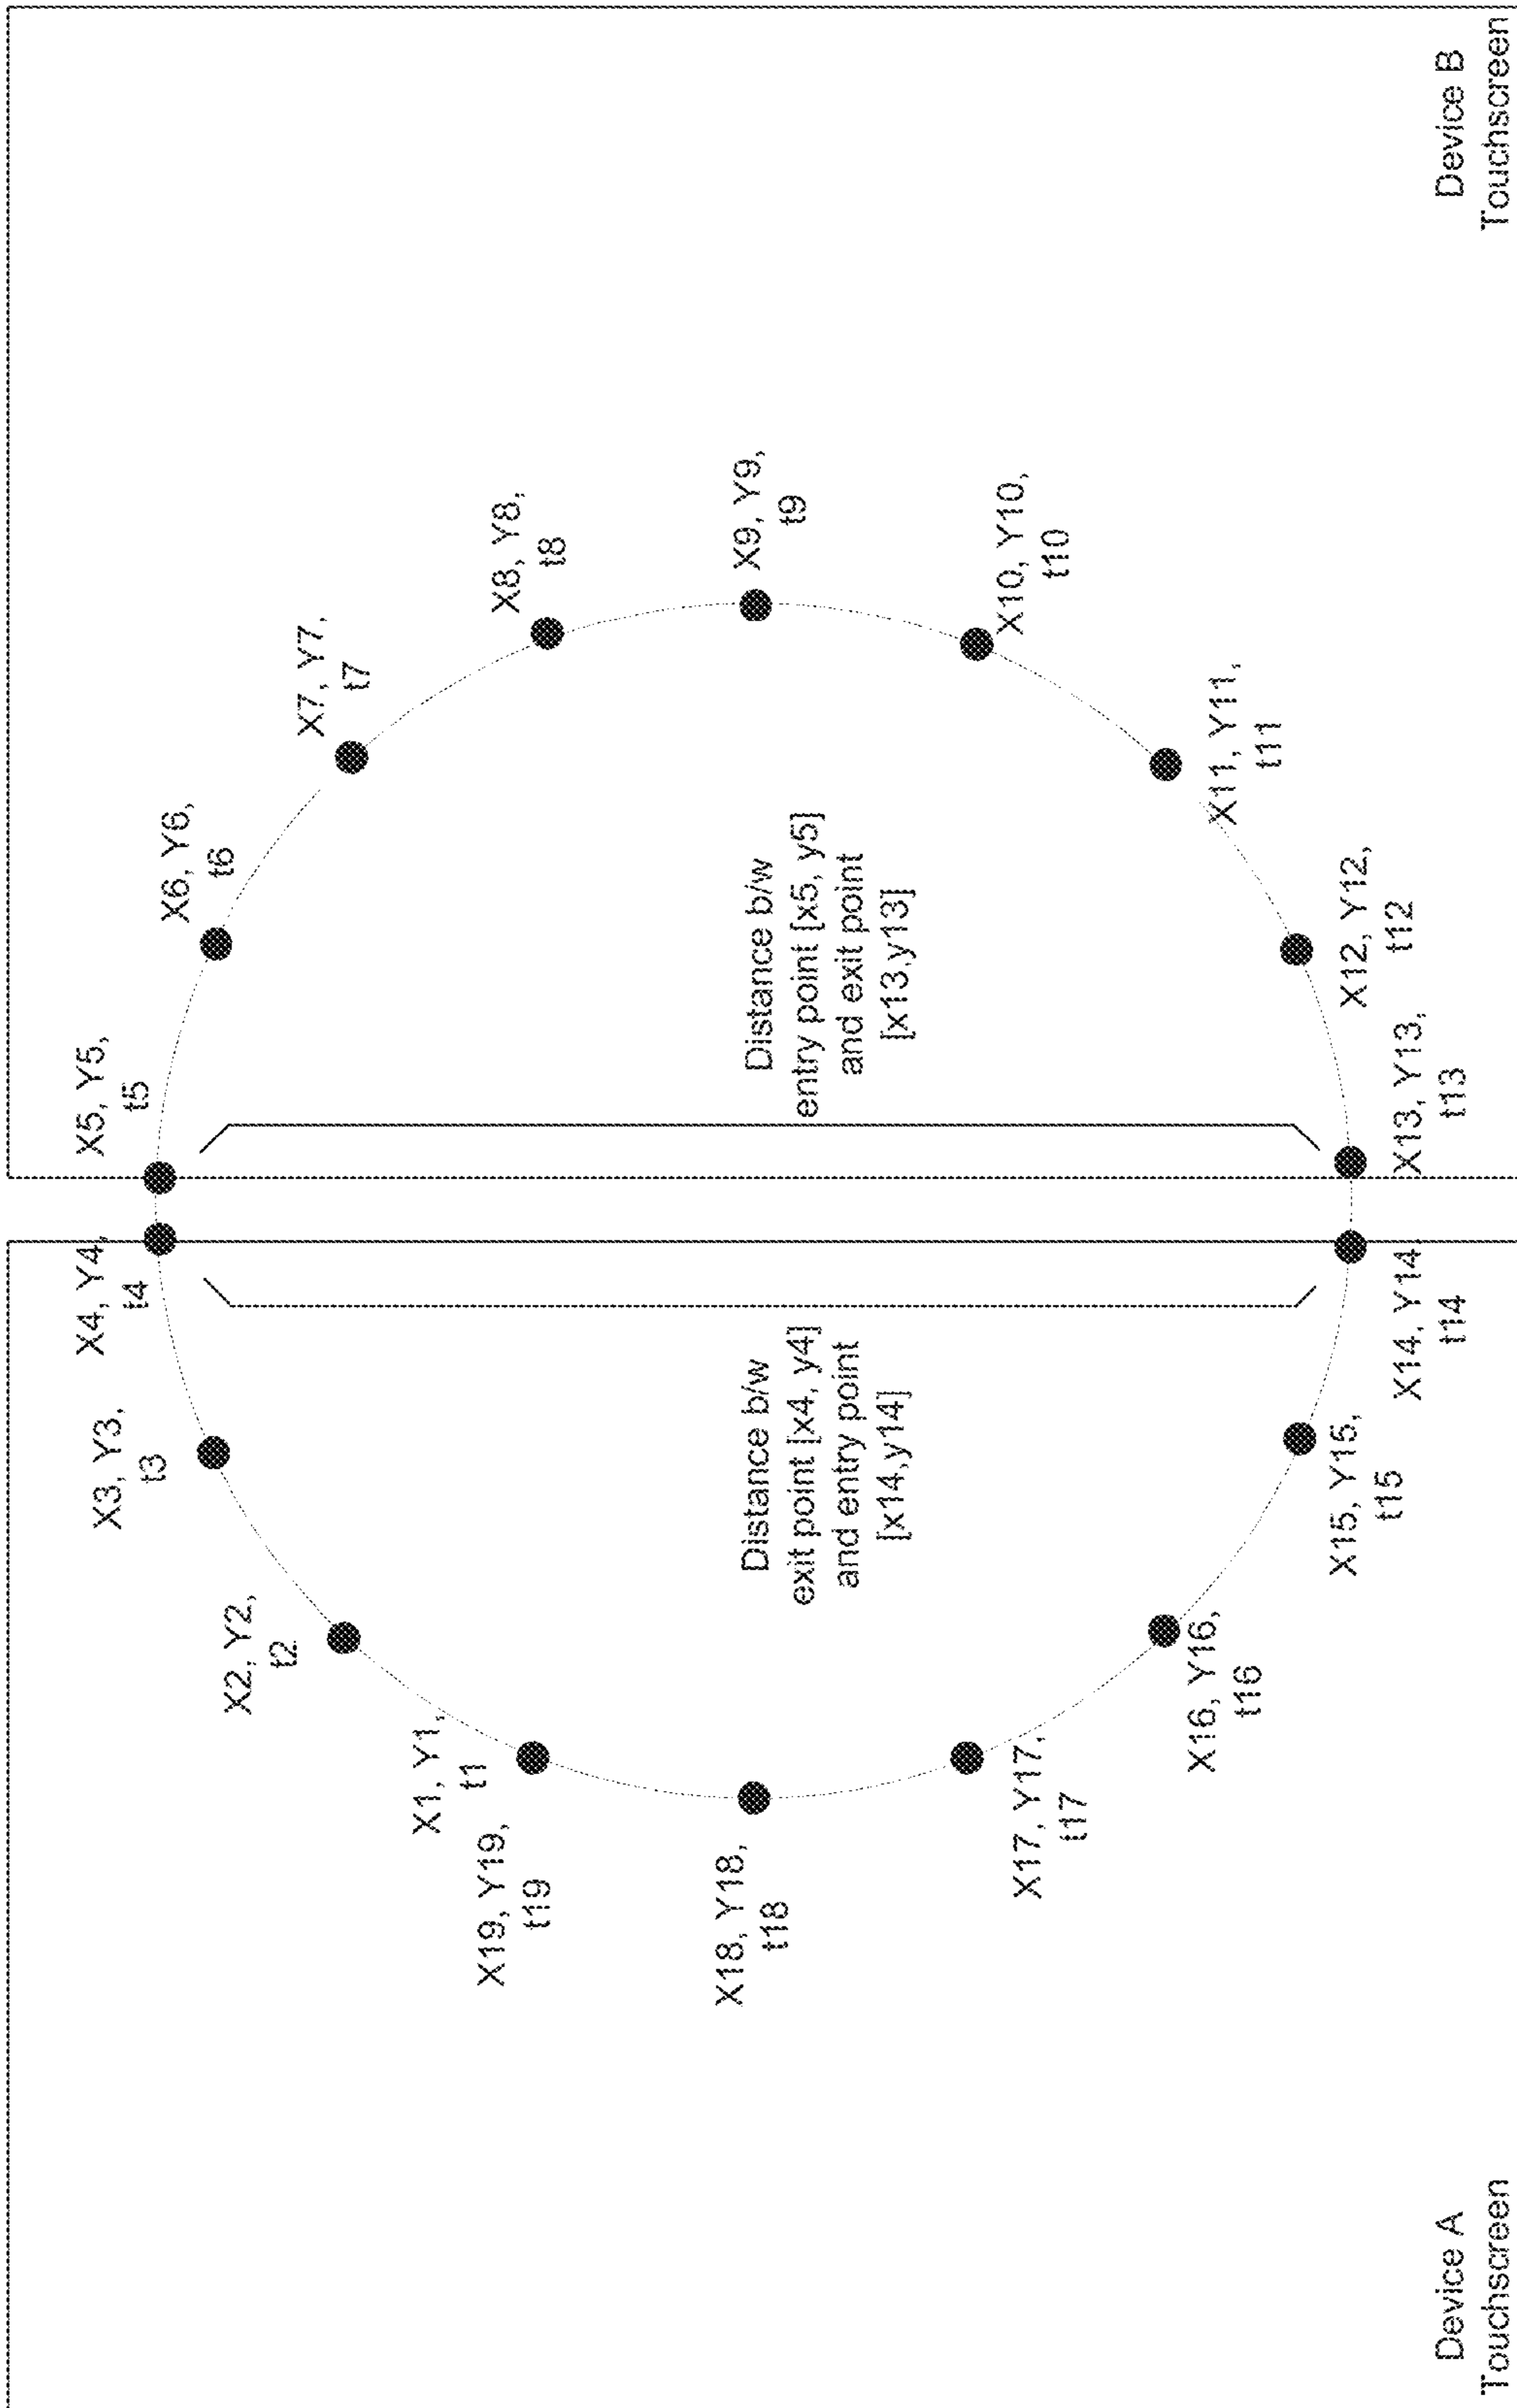 X1, Y1,
t1
X2, Y2,
t2
X3, Y3,
t3
X4, Y4,
t4
X5, Y5,
t5
X6, Y6,
t6
X7, Y7,
t7
X8, Y8,
t8
X9, Y9,
t9
X10, Y10,
t10
X11, Y11,
t11
X12, Y12,
t12
X13, Y13,
t13
X14, Y14,
t14
X15, Y15,
t15
X16, Y16,
t16
X17, Y17,
t17
X18, Y18,
t18
X19, Y19,
t19
Distance b/w
exit point [x4, y4]
and entry point
[x14,y14]
Distance b/w
entry point [x5, y5]
and exit point
[x13,y13]
Device A
Touchscreen
Device B
Touchscreen